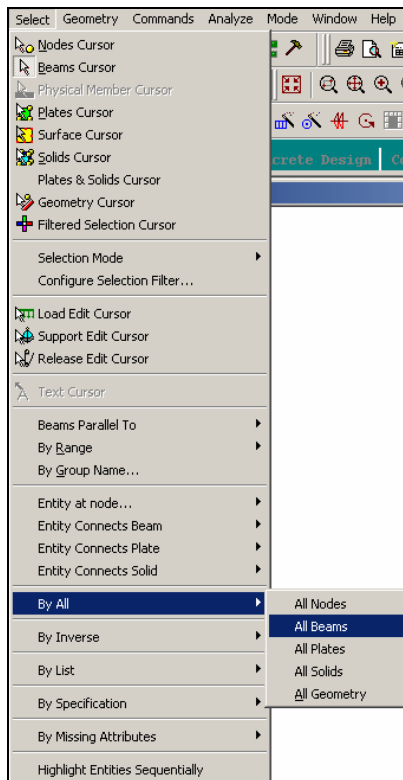 Select Geometry Commands Analyze Mode Window Help
Nodes Cursor
Beams Cursor
Physical Member Cursor
Plates Cursor
Surface Cursor
Solids Cursor
Plates & Solids Cursor
Geometry Cursor
Filtered Selection Cursor
Selection Mode
Configure Selection Filter...
Load Edit Cursor
Support Edit Cursor
Release Edit Cursor
Text Cursor
Beams Parallel To
By Range
By Group Name...
Entity at node...
Entity Connects Beam
Entity Connects Plate
Entity Connects Solid
By All
By Inverse
By List
By Specification
By Missing Attributes
Highlight Entities Sequentially
All Nodes
All Beams
All Plates
All Solids
All Geometry
crete Design